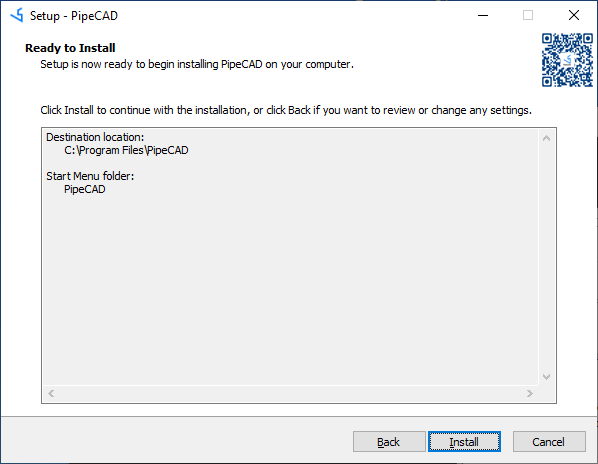 Setup - PipeCAD
Ready to Install
Setup is now ready to begin installing PipeCAD on your computer.
Click Install to continue with the installation, or click Back if you want to review or change any settings.
Destination location:
C:\Program Files\PipeCAD
Start Menu folder:
PipeCAD
Back
Install
Cancel